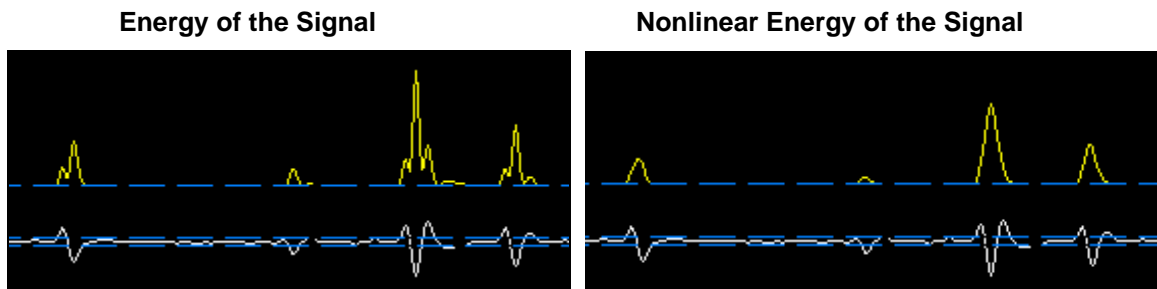 Energy of the Signal
Nonlinear Energy of the Signal